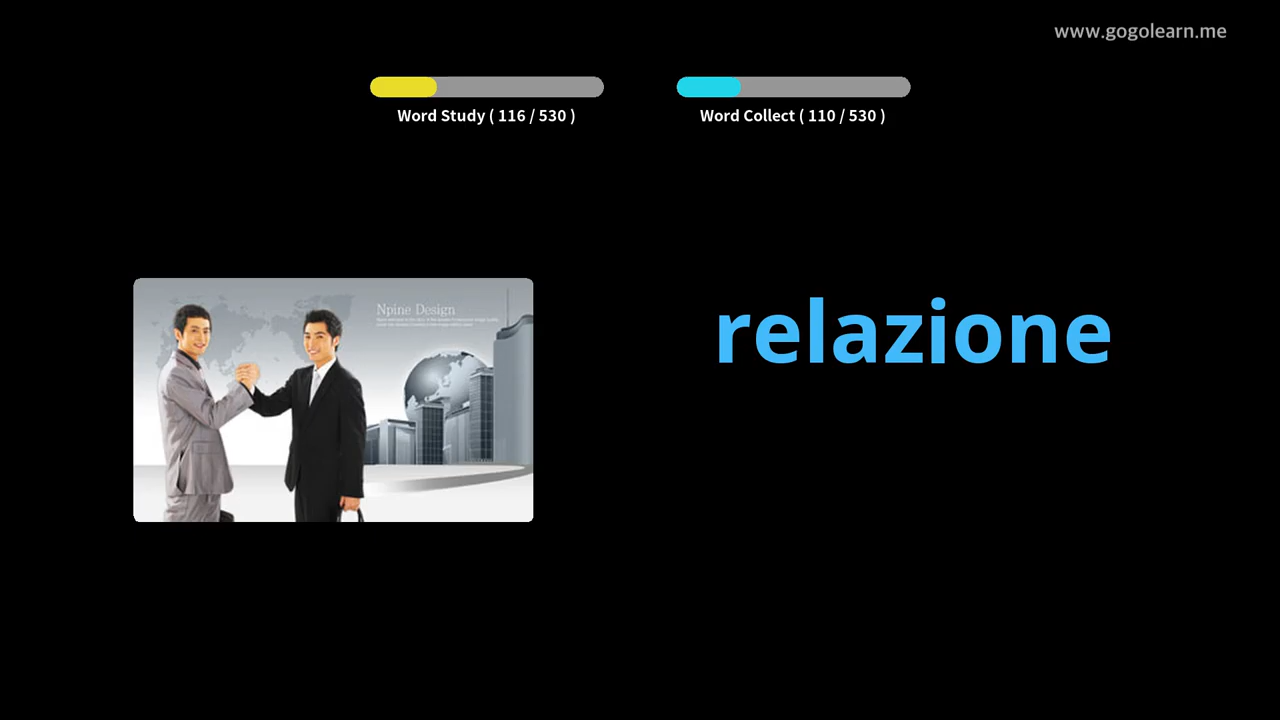 www.gogolearn.me
Word Study ( 116 / 530 )
Word Collect ( 110 / 530 )
Npine Design
relazione